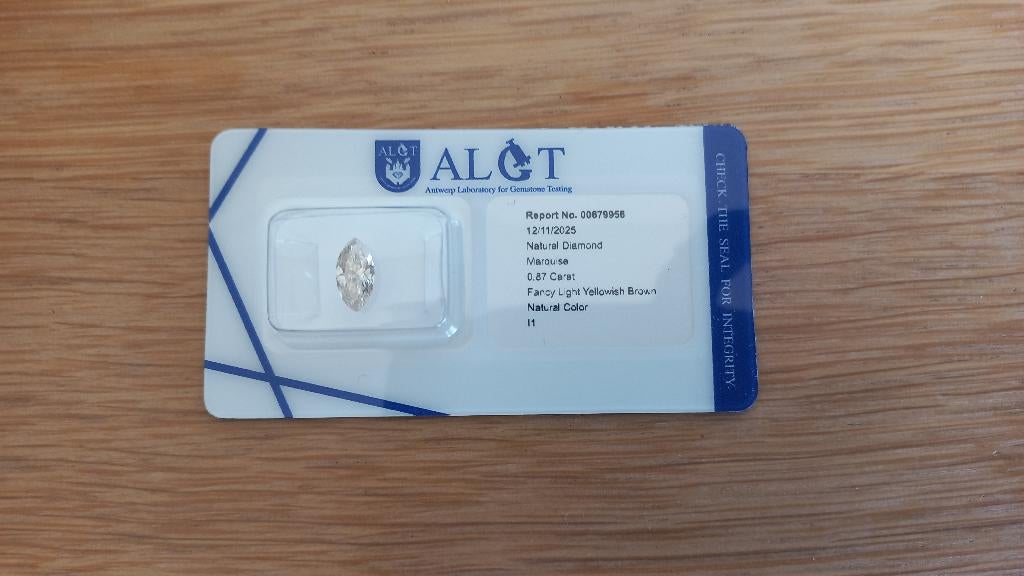 ALGT
ALGT
Antwerp Laboratory for Gemstone Testing
Report No. 00679956
12/11/2025
Natural Diamond
Marquise
0.87 Carat
Fancy Light Yellowish Brown
Natural Color
I1
CHECK THE SEAL FOR INTEGRITY